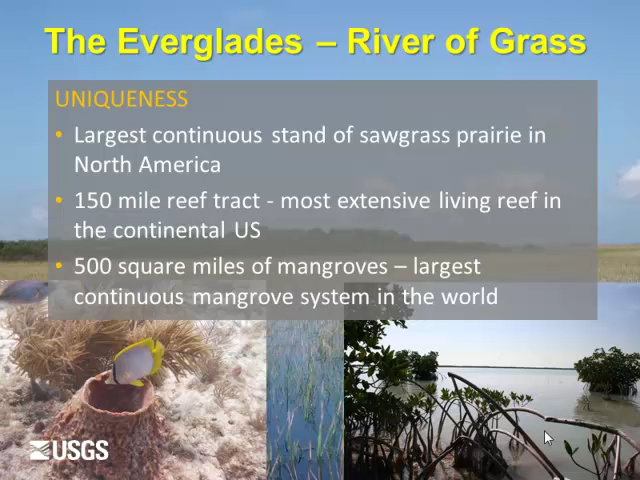 The Everglades – River of Grass
UNIQUENESS
• Largest continuous stand of sawgrass prairie in
North America
• 150 mile reef tract - most extensive living reef in
the continental US
• 500 square miles of mangroves – largest
continuous mangrove system in the world
USGS